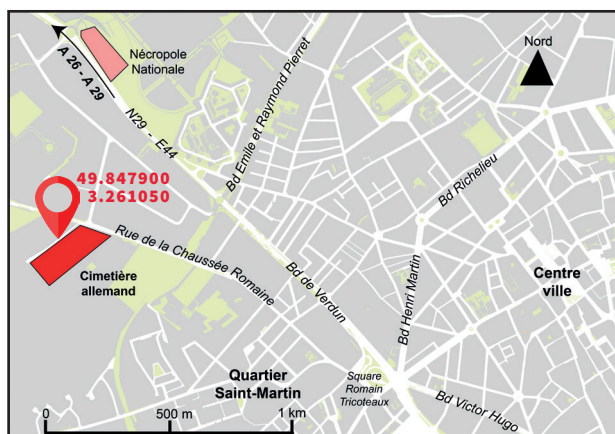 Nécropole
Nationale
A 26 - A 29
N29 - E44
Bd Emile et Raymond Pierret
Nord
Bd Richelieu
49.847900
3.261050
Rue de la Chaussée Romaine
Cimetière
allemand
Bd de Verdun
Bd Henri Martin
Centre
ville
Quartier
Saint-Martin
Square
Romain
Tricoteaux
Bd Victor Hugo
0 500 m 1 km